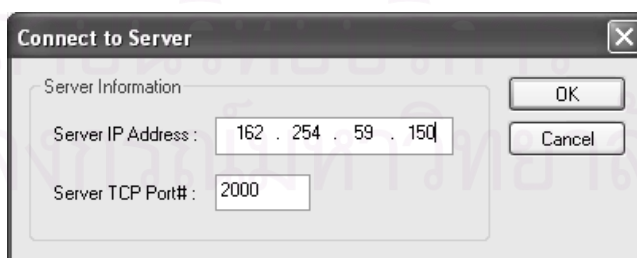 Connect to Server
Server Information
OK
Server IP Address : 162 . 254 . 59 . 150
Cancel
Server TCP Port# : 2000